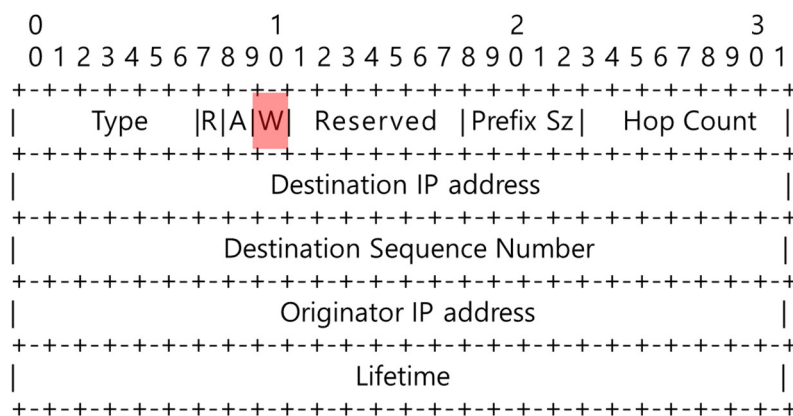 0 1 2 3
0 1 2 3 4 5 6 7 8 9 0 1 2 3 4 5 6 7 8 9 0 1 2 3 4 5 6 7 8 9 0 1
+-+-+-+-+-+-+-+-+-+-+-+-+-+-+-+-+-+-+-+-+-+-+-+-+-+-+-+-+-+-+-+-+
| Type |R|A|W| Reserved |Prefix Sz| Hop Count |
+-+-+-+-+-+-+-+-+-+-+-+-+-+-+-+-+-+-+-+-+-+-+-+-+-+-+-+-+-+-+-+-+
| Destination IP address |
+-+-+-+-+-+-+-+-+-+-+-+-+-+-+-+-+-+-+-+-+-+-+-+-+-+-+-+-+-+-+-+-+
| Destination Sequence Number |
+-+-+-+-+-+-+-+-+-+-+-+-+-+-+-+-+-+-+-+-+-+-+-+-+-+-+-+-+-+-+-+-+
| Originator IP address |
+-+-+-+-+-+-+-+-+-+-+-+-+-+-+-+-+-+-+-+-+-+-+-+-+-+-+-+-+-+-+-+-+
| Lifetime |
+-+-+-+-+-+-+-+-+-+-+-+-+-+-+-+-+-+-+-+-+-+-+-+-+-+-+-+-+-+-+-+-+